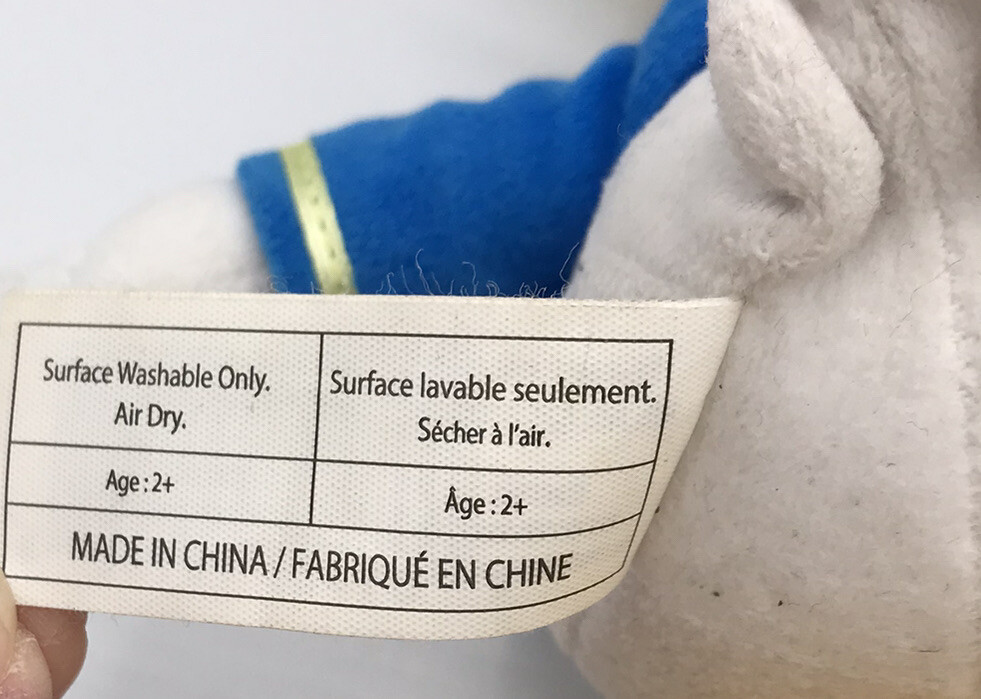 Surface Washable Only.
Air Dry.
Surface lavable seulement.
Sécher à l'air.
Age : 2+
Âge : 2+
MADE IN CHINA / FABRIQUÉ EN CHINE